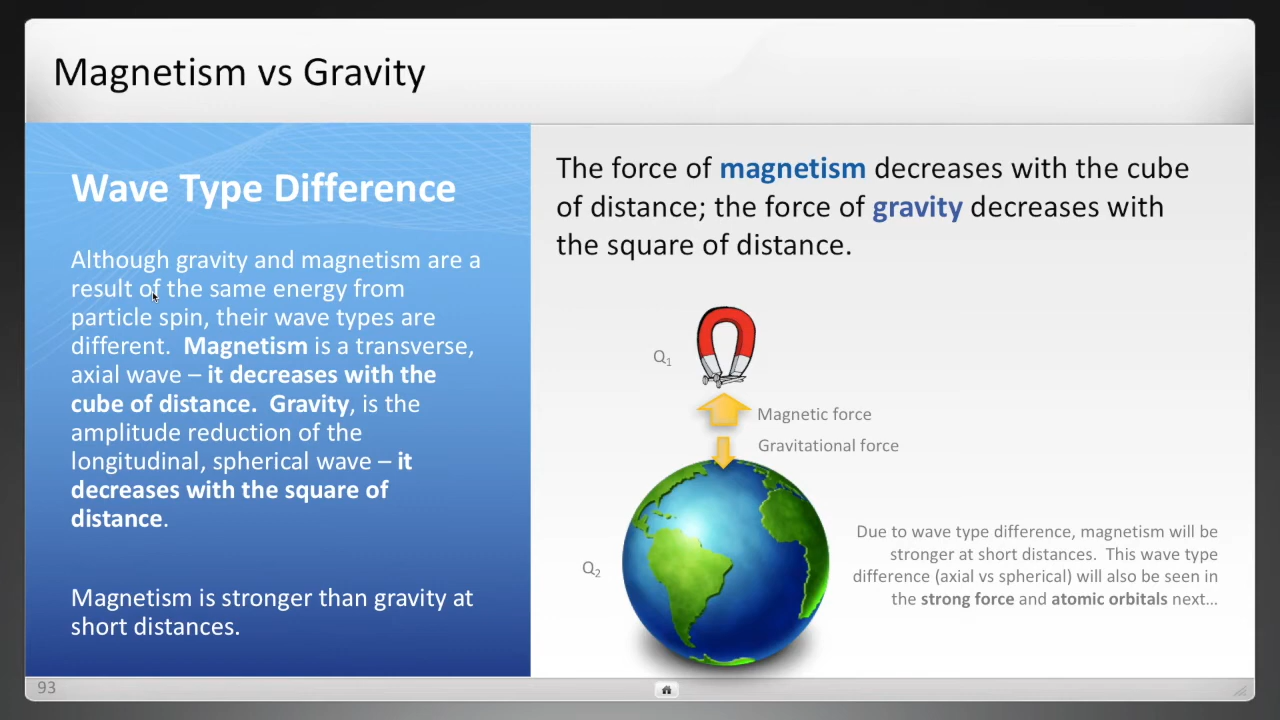 Magnetism vs Gravity
Wave Type Difference
Although gravity and magnetism are a
result of the same energy from
particle spin, their wave types are
different.  Magnetism is a transverse,
axial wave – it decreases with the
cube of distance.  Gravity, is the
amplitude reduction of the
longitudinal, spherical wave – it
decreases with the square of
distance.
Magnetism is stronger than gravity at
short distances.
The force of magnetism decreases with the cube
of distance; the force of gravity decreases with
the square of distance.
Q₁
Magnetic force
Gravitational force
Q₂
Due to wave type difference, magnetism will be
stronger at short distances.  This wave type
difference (axial vs spherical) will also be seen in
the strong force and atomic orbitals next...
93